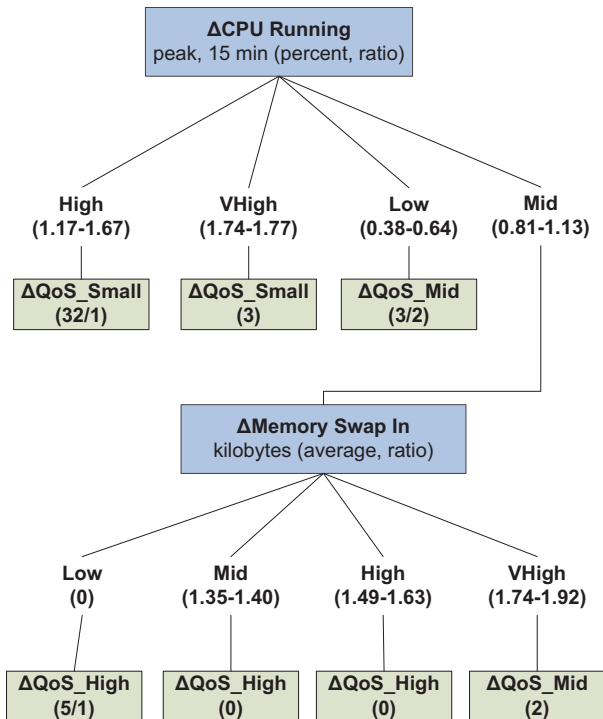 ΔCPU Running
peak, 15 min (percent, ratio)
High
(1.17-1.67)
VHigh
(1.74-1.77)
Low
(0.38-0.64)
Mid
(0.81-1.13)
ΔQoS_Small
(32/1)
ΔQoS_Small
(3)
ΔQoS_Mid
(3/2)
ΔMemory Swap In
kilobytes (average, ratio)
Low
(0)
Mid
(1.35-1.40)
High
(1.49-1.63)
VHigh
(1.74-1.92)
ΔQoS_High
(5/1)
ΔQoS_High
(0)
ΔQoS_High
(0)
ΔQoS_Mid
(2)